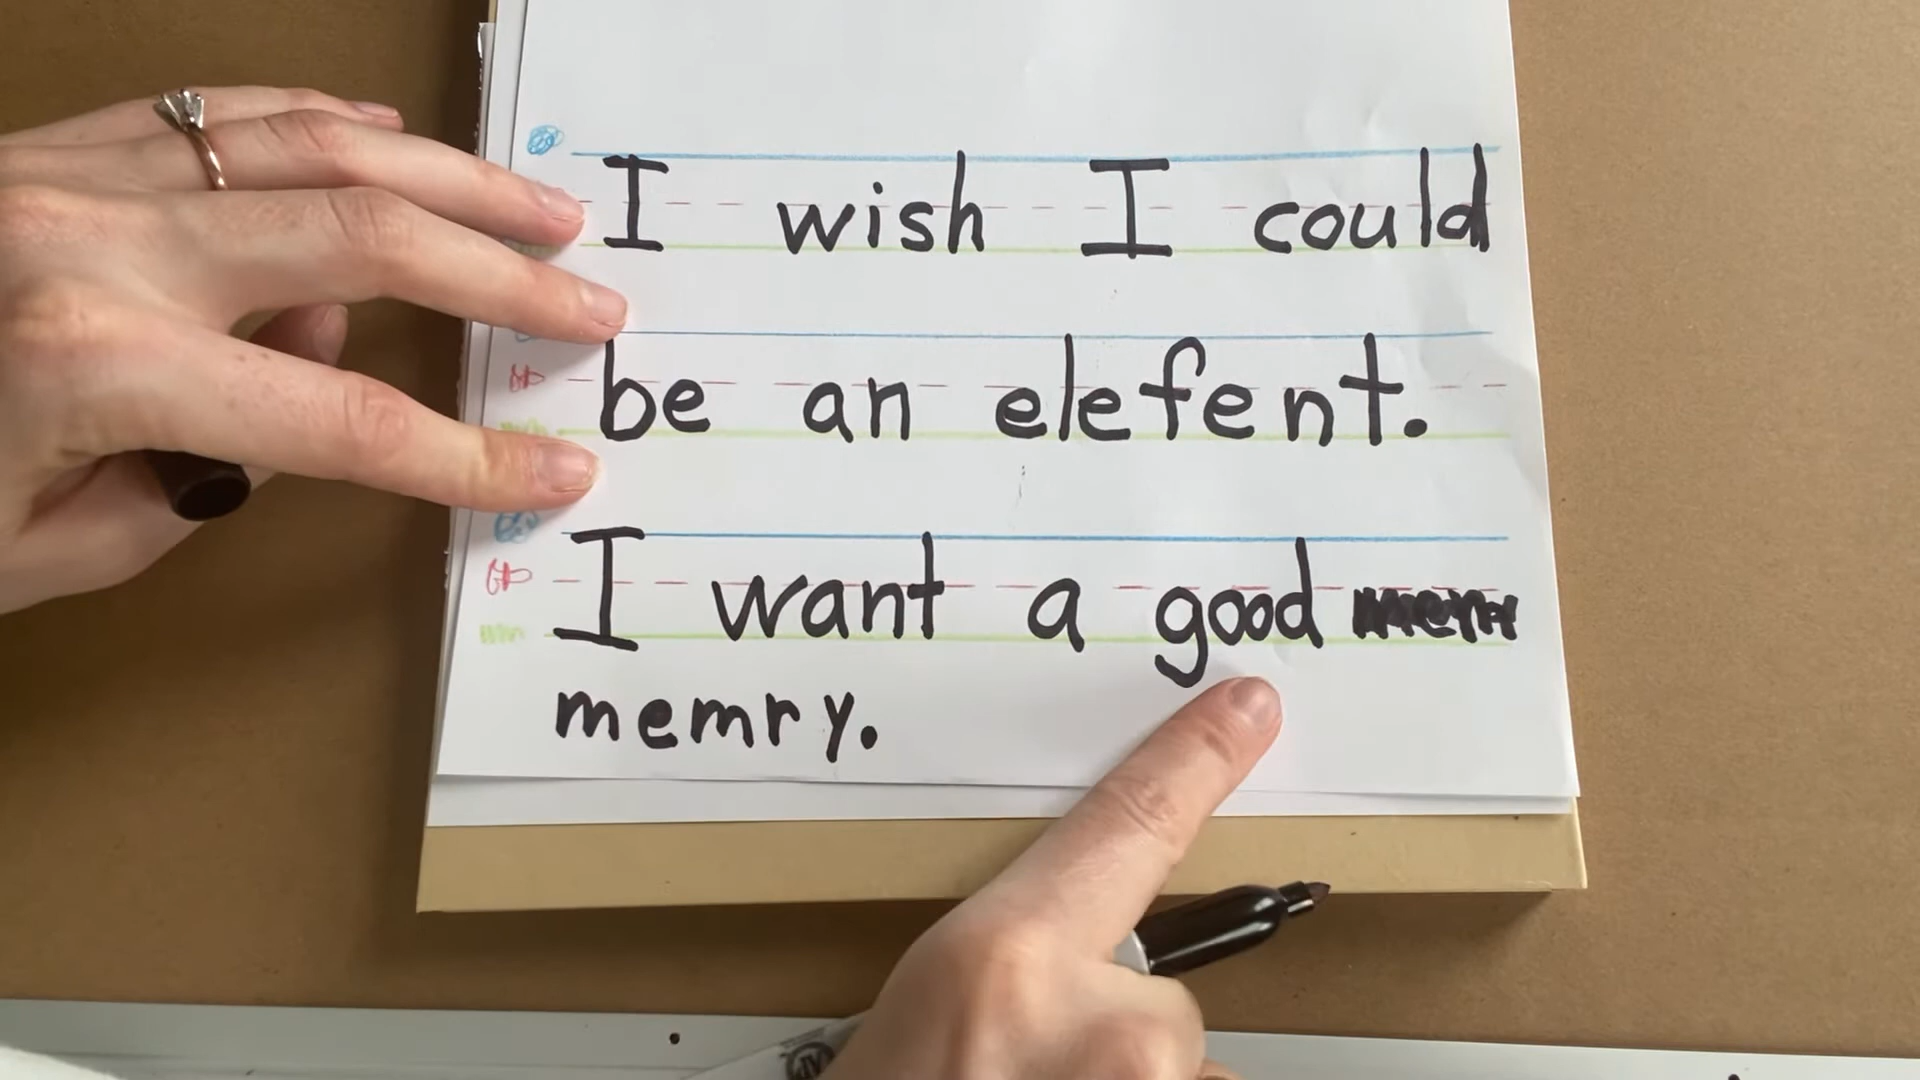 I wish I could
be an elefent.
I want a good
memry.